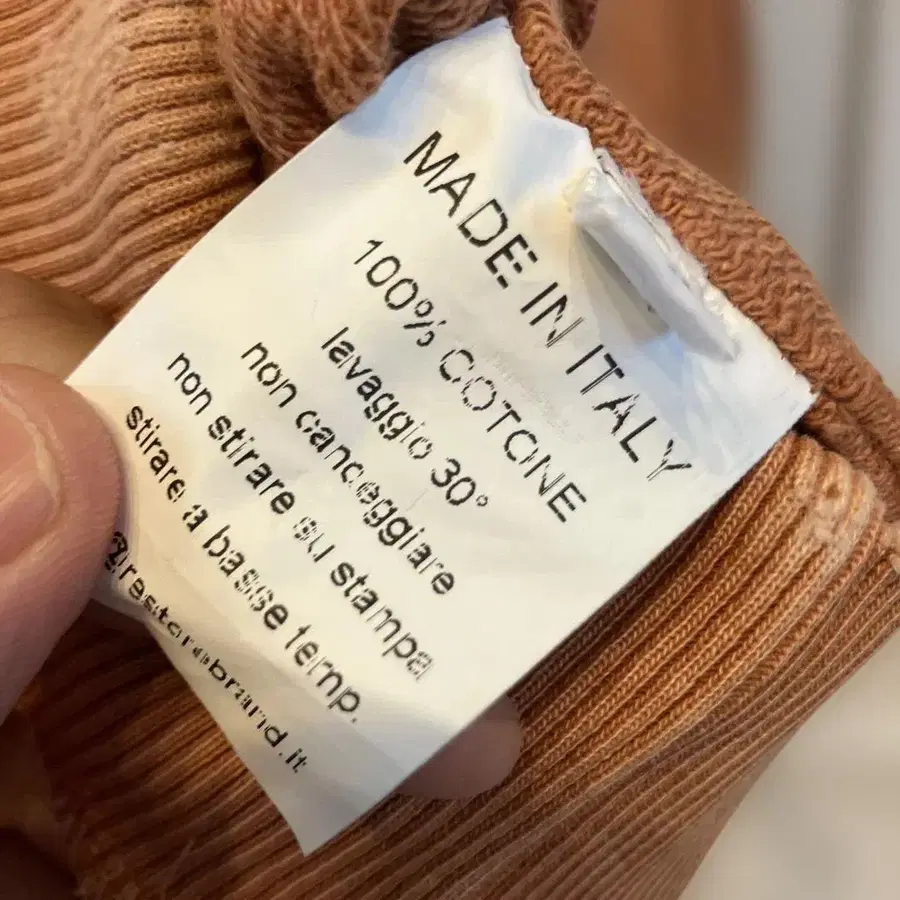 MADE IN ITALY
100% COTONE
lavaggio 30°
non candeggiare
non stirare su stampa
stirare a basse temp.